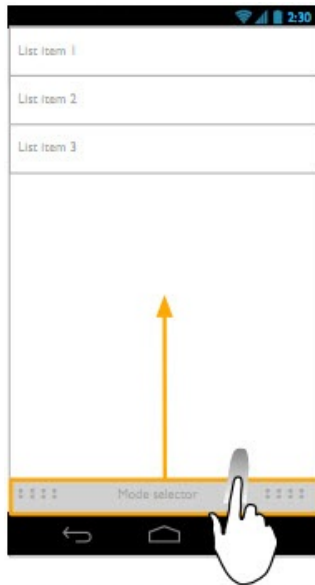 2:30
List item 1
List item 2
List item 3
Mode selector